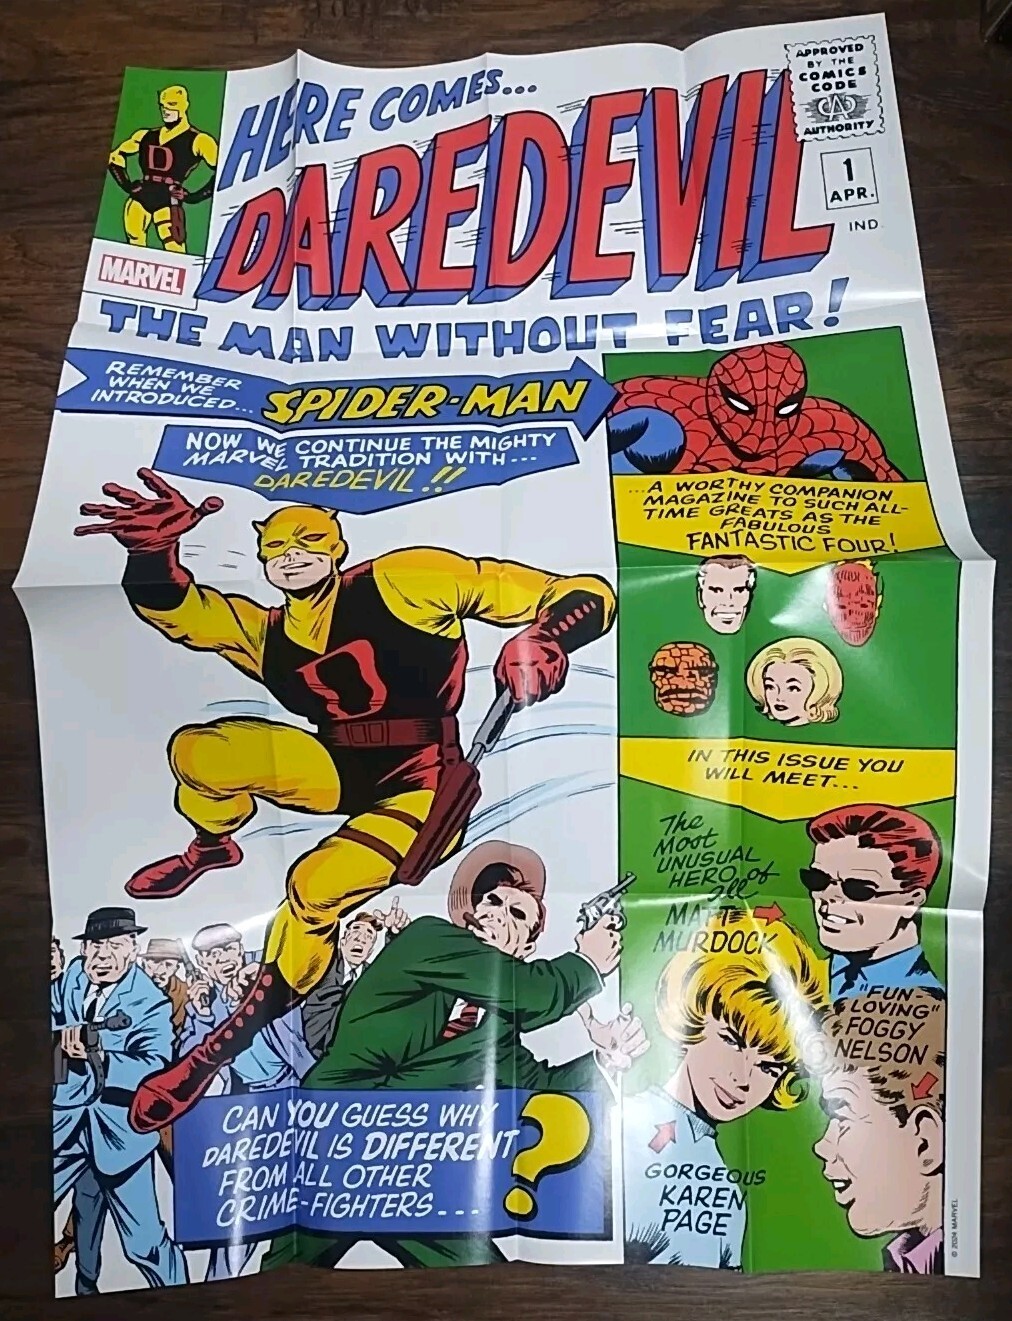 HERE COMES...
DAREDEVIL
APPROVED
BY THE
COMICS
CODE
CA
AUTHORITY
1
APR.
IND.
D
MARVEL
THE MAN WITHOUT FEAR!
REMEMBER
WHEN WE
INTRODUCED...
SPIDER-MAN
NOW WE CONTINUE THE MIGHTY
MARVEL TRADITION WITH...
DAREDEVIL!!
...A WORTHY COMPANION
MAGAZINE TO SUCH ALL-
TIME GREATS AS THE
FABULOUS
FANTASTIC FOUR!
D
IN THIS ISSUE YOU
WILL MEET...
The
Most
UNUSUAL
HERO of
All
MATT
MURDOCK
"FUN-
LOVING"
FOGGY
NELSON
GORGEOUS
KAREN
PAGE
CAN YOU GUESS WHY
DAREDEVIL IS DIFFERENT
FROM ALL OTHER
CRIME-FIGHTERS...
?
© 2024 MARVEL